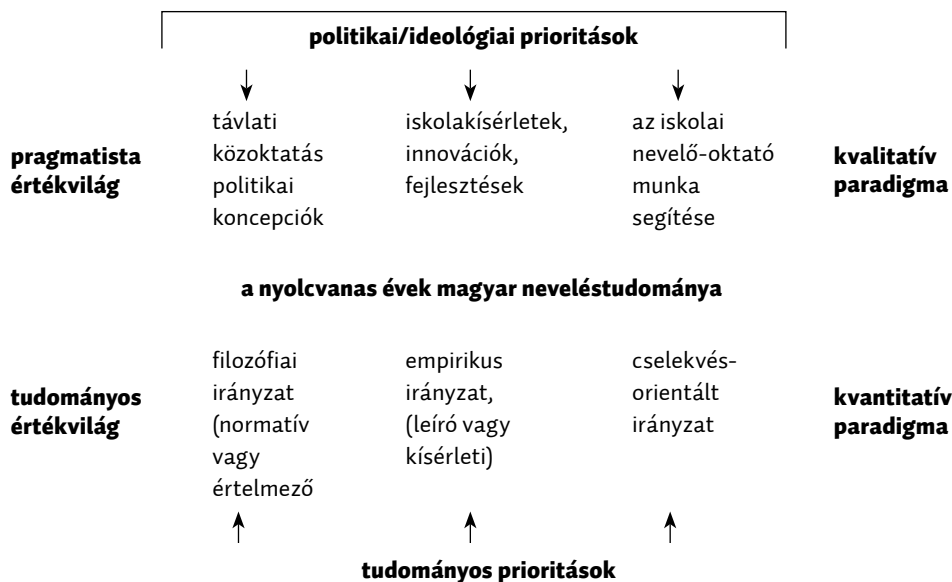 politikai/ideológiai prioritások
pragmatista
értékvilág
távlati
közoktatás
politikai
koncepciók
iskolakísérletek,
innovációk,
fejlesztések
az iskolai
nevelő-oktató
munka
segítése
kvalitatív
paradigma
a nyolcvanas évek magyar neveléstudománya
tudományos
értékvilág
filozófiai
irányzat
(normatív
vagy
értelmező
empirikus
irányzat,
(leíró vagy
kísérleti)
cselekvés-
orientált
irányzat
kvantitatív
paradigma
tudományos prioritások